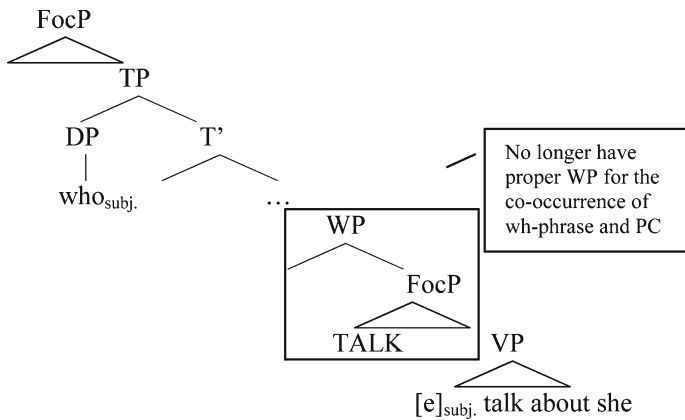 FocP
TP
DP T’
who subj.
...
No longer have
proper WP for the
co-occurrence of
wh-phrase and PC
WP
FocP
TALK
VP
[e]subj. talk about she